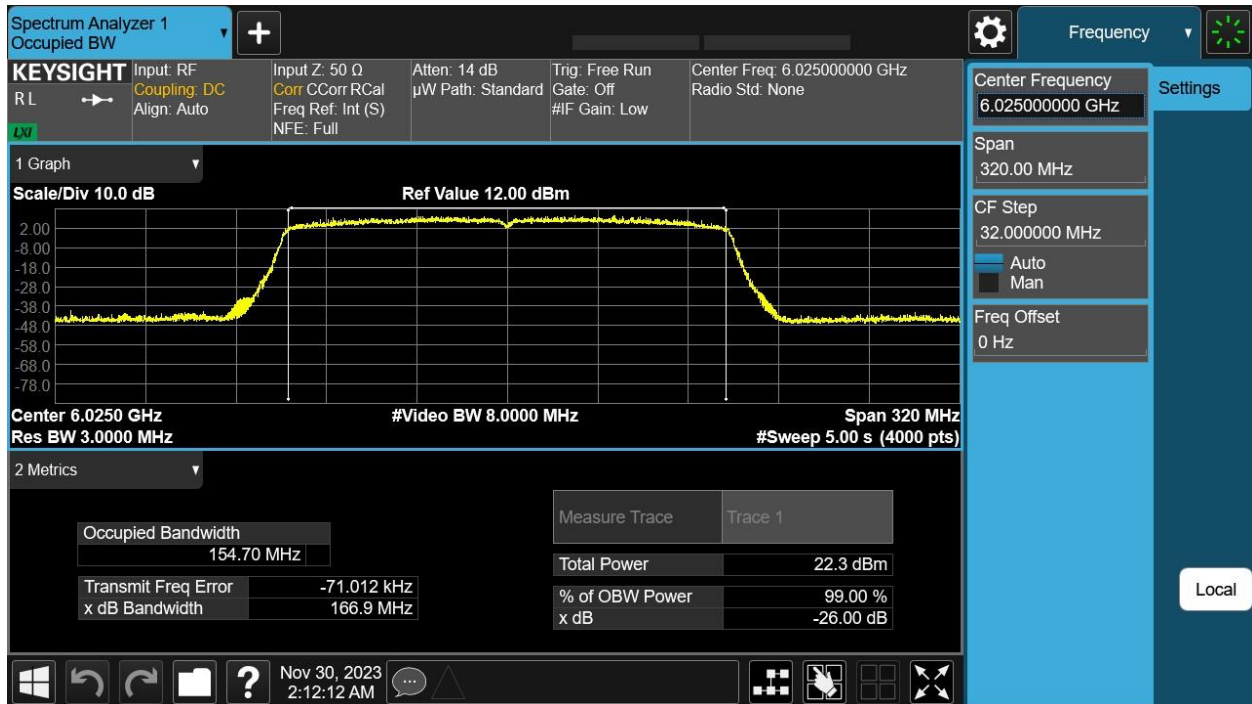 Spectrum Analyzer 1
Occupied BW
+
Frequency
KEYSIGHT
R L
LXI
Input: RF
Coupling: DC
Align: Auto
Input Z: 50 Ω
Corr CCorr RCal
Freq Ref: Int (S)
NFE: Full
Atten: 14 dB
µW Path: Standard
Trig: Free Run
Gate: Off
#IF Gain: Low
Center Freq: 6.025000000 GHz
Radio Std: None
Center Frequency
6.025000000 GHz
Settings
Span
320.00 MHz
CF Step
32.000000 MHz
Auto
Man
Freq Offset
0 Hz
Local
1 Graph
Scale/Div 10.0 dB
Ref Value 12.00 dBm
2.00
-8.00
-18.0
-28.0
-38.0
-48.0
-58.0
-68.0
-78.0
Center 6.0250 GHz
#Video BW 8.0000 MHz
Span 320 MHz
Res BW 3.0000 MHz
#Sweep 5.00 s (4000 pts)
2 Metrics
Measure Trace
Trace 1
Occupied Bandwidth
154.70 MHz
Total Power
22.3 dBm
Transmit Freq Error
-71.012 kHz
% of OBW Power
99.00 %
x dB Bandwidth
166.9 MHz
x dB
-26.00 dB
?
Nov 30, 2023
2:12:12 AM